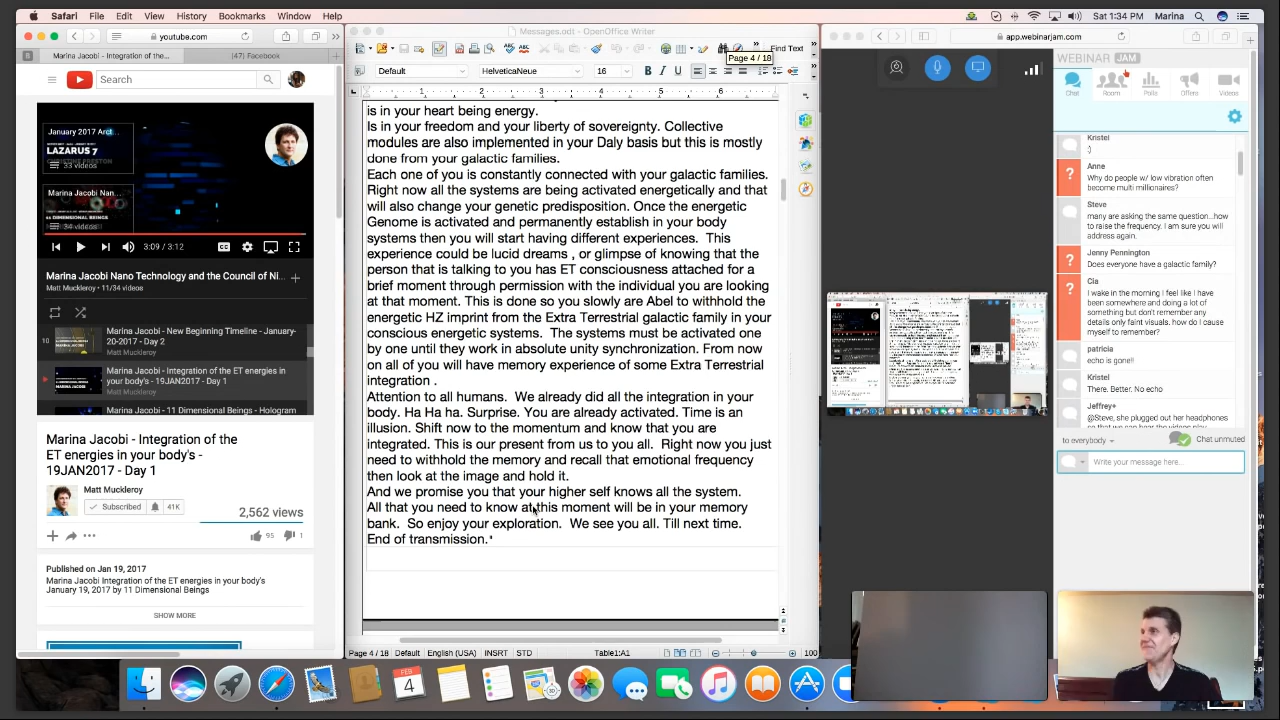 Safari File Edit View History Bookmarks Window Help
Sat 1:34 PM Marina
youtube.com
Marina Jacobi - Integration of the...
(47) Facebook
Search
January 2017 Arct...
LAZARUS 7
CHRISTINE PRESTON
33 videos
Marina Jacobi Nan...
11 DIMENSIONAL BEINGS
34 videos
3:09 / 3:12
Marina Jacobi Nano Technology and the Council of Ni...
Matt Muckleroy • 11/34 videos
10
Marina Jacobi - New Beginning Timeline - January-
20-2017 - Day 2
Matt Muckleroy
Marina Jacobi - Integration of the ET energies in
your body's - 19JAN2017 - Day 1
Matt Muckleroy
Marina Jacobi - 11 Dimensional Beings - Hologram
Marina Jacobi - Integration of the
ET energies in your body's -
19JAN2017 - Day 1
Matt Muckleroy
Subscribed 41K
2,562 views
95 1
Published on Jan 19, 2017
Marina Jacobi Integration of the ET energies in your body's
January 19, 2017 by 11 Dimensional Beings
SHOW MORE
Messages.odt - OpenOffice Writer
Find Text
Page 4 / 18
Default HelveticaNeue 16 B I U
1 2 3 4 5 6
is in your heart being energy.
Is in your freedom and your liberty of sovereignty. Collective
modules are also implemented in your Daly basis but this is mostly
done from your galactic families.
Each one of you is constantly connected with your galactic families.
Right now all the systems are being activated energetically and that
will also change your genetic predisposition. Once the energetic
Genome is activated and permanently establish in your body
systems then you will start having different experiences.  This
experience could be lucid dreams , or glimpse of knowing that the
person that is talking to you has ET consciousness attached for a
brief moment through permission with the individual you are looking
at that moment. This is done so you slowly are Abel to withhold the
energetic HZ imprint from the Extra Terrestrial galactic family in your
conscious energetic systems.  The systems must be activated one
by one until they work in absolute unity synchronization. From now
on all of you will have memory experience of some Extra Terrestrial
integration .
Attention to all humans.  We already did all the integration in your
body. Ha Ha ha. Surprise. You are already activated. Time is an
illusion. Shift now to the momentum and know that you are
integrated. This is our present from us to you all.  Right now you just
need to withhold the memory and recall that emotional frequency
then look at the image and hold it.
And we promise you that your higher self knows all the system.
All that you need to know at this moment will be in your memory
bank.  So enjoy your exploration.  We see you all. Till next time.
End of transmission."
Page 4 / 18 Default English (USA) INSRT STD Table1:A1 100
app.webinarjam.com
WEBINAR JAM
Chat Room Polls Offers Videos
Kristel
:)
Anne
Why do people w/ low vibration often
become multi millionaires?
Steve
many are asking the same question...how
to raise the frequency. I am sure you will
address again.
Jenny Pennington
Does everyone have a galactic family?
Cia
I wake in the morning I feel like I have
been somewhere and doing a lot of
something but don't remember any
details only faint visuals. how do I cause
myself to remember?
patricia
echo is gone!!
Kristel
There. Better. No echo
Jeffrey+
@Steve, she plugged out her headphones
to everybody Chat unmuted
Write your message here...
FEB
4